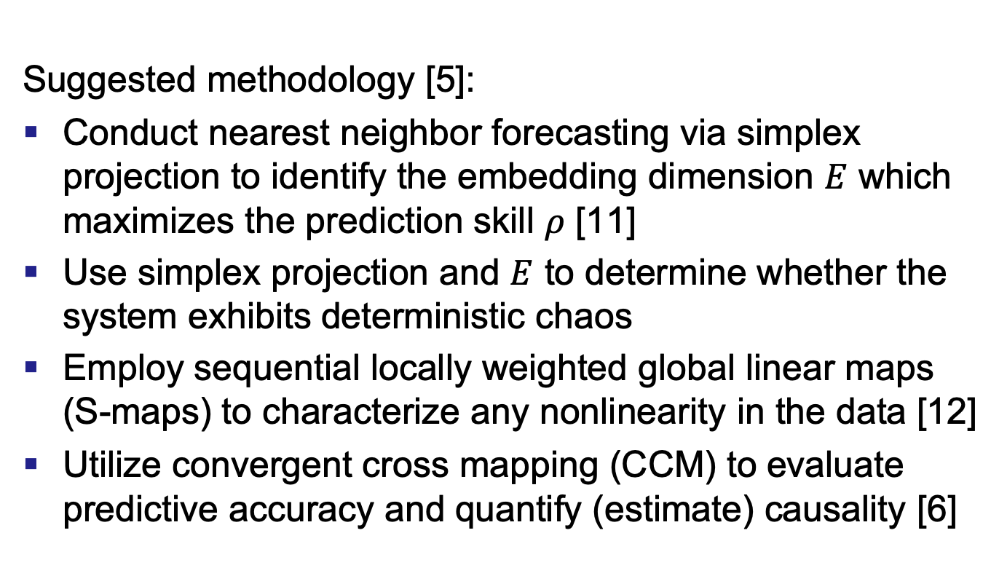 Suggested methodology [5]:
▪ Conduct nearest neighbor forecasting via simplex
projection to identify the embedding dimension 𝐸 which
maximizes the prediction skill 𝜌 [11]
▪ Use simplex projection and 𝐸 to determine whether the
system exhibits deterministic chaos
▪ Employ sequential locally weighted global linear maps
(S-maps) to characterize any nonlinearity in the data [12]
▪ Utilize convergent cross mapping (CCM) to evaluate
predictive accuracy and quantify (estimate) causality [6]